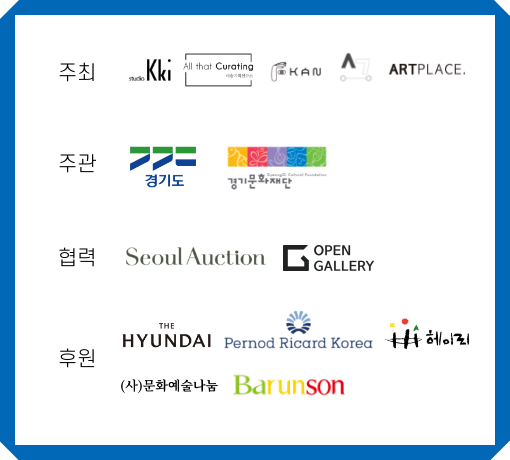 주최
studio Kki
All that Curating
KAN
A7
ARTPLACE.
주관
경기도
GyeongGi Cultural Foundation
경기문화재단
협력
Seoul Auction
OPEN
GALLERY
후원
THE
HYUNDAI
Pernod Ricard Korea
헤이리
(사)문화예술나눔
Barunson